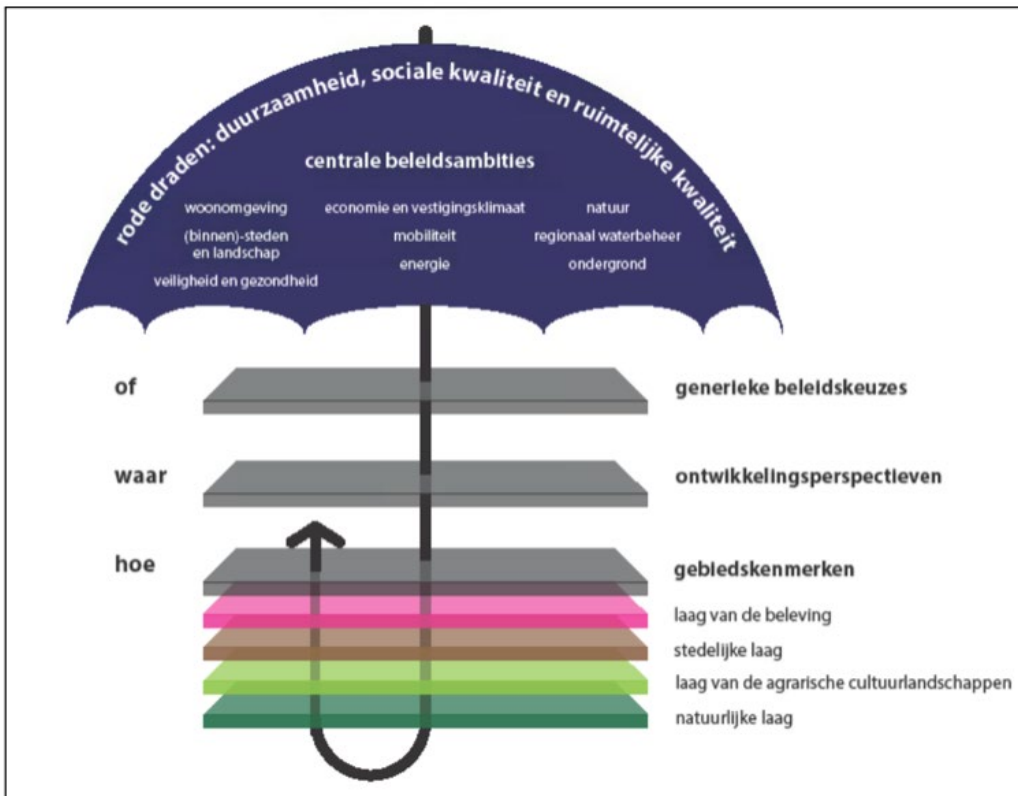 rode draden: duurzaamheid, sociale kwaliteit en ruimtelijke kwaliteit
centrale beleidsambities
woonomgeving
(binnen)-steden
en landschap
veiligheid en gezondheid
economie en vestigingsklimaat
mobiliteit
energie
natuur
regionaal waterbeheer
ondergrond
of
generieke beleidskeuzes
waar
ontwikkelingsperspectieven
hoe
gebiedskenmerken
laag van de beleving
stedelijke laag
laag van de agrarische cultuurlandschappen
natuurlijke laag